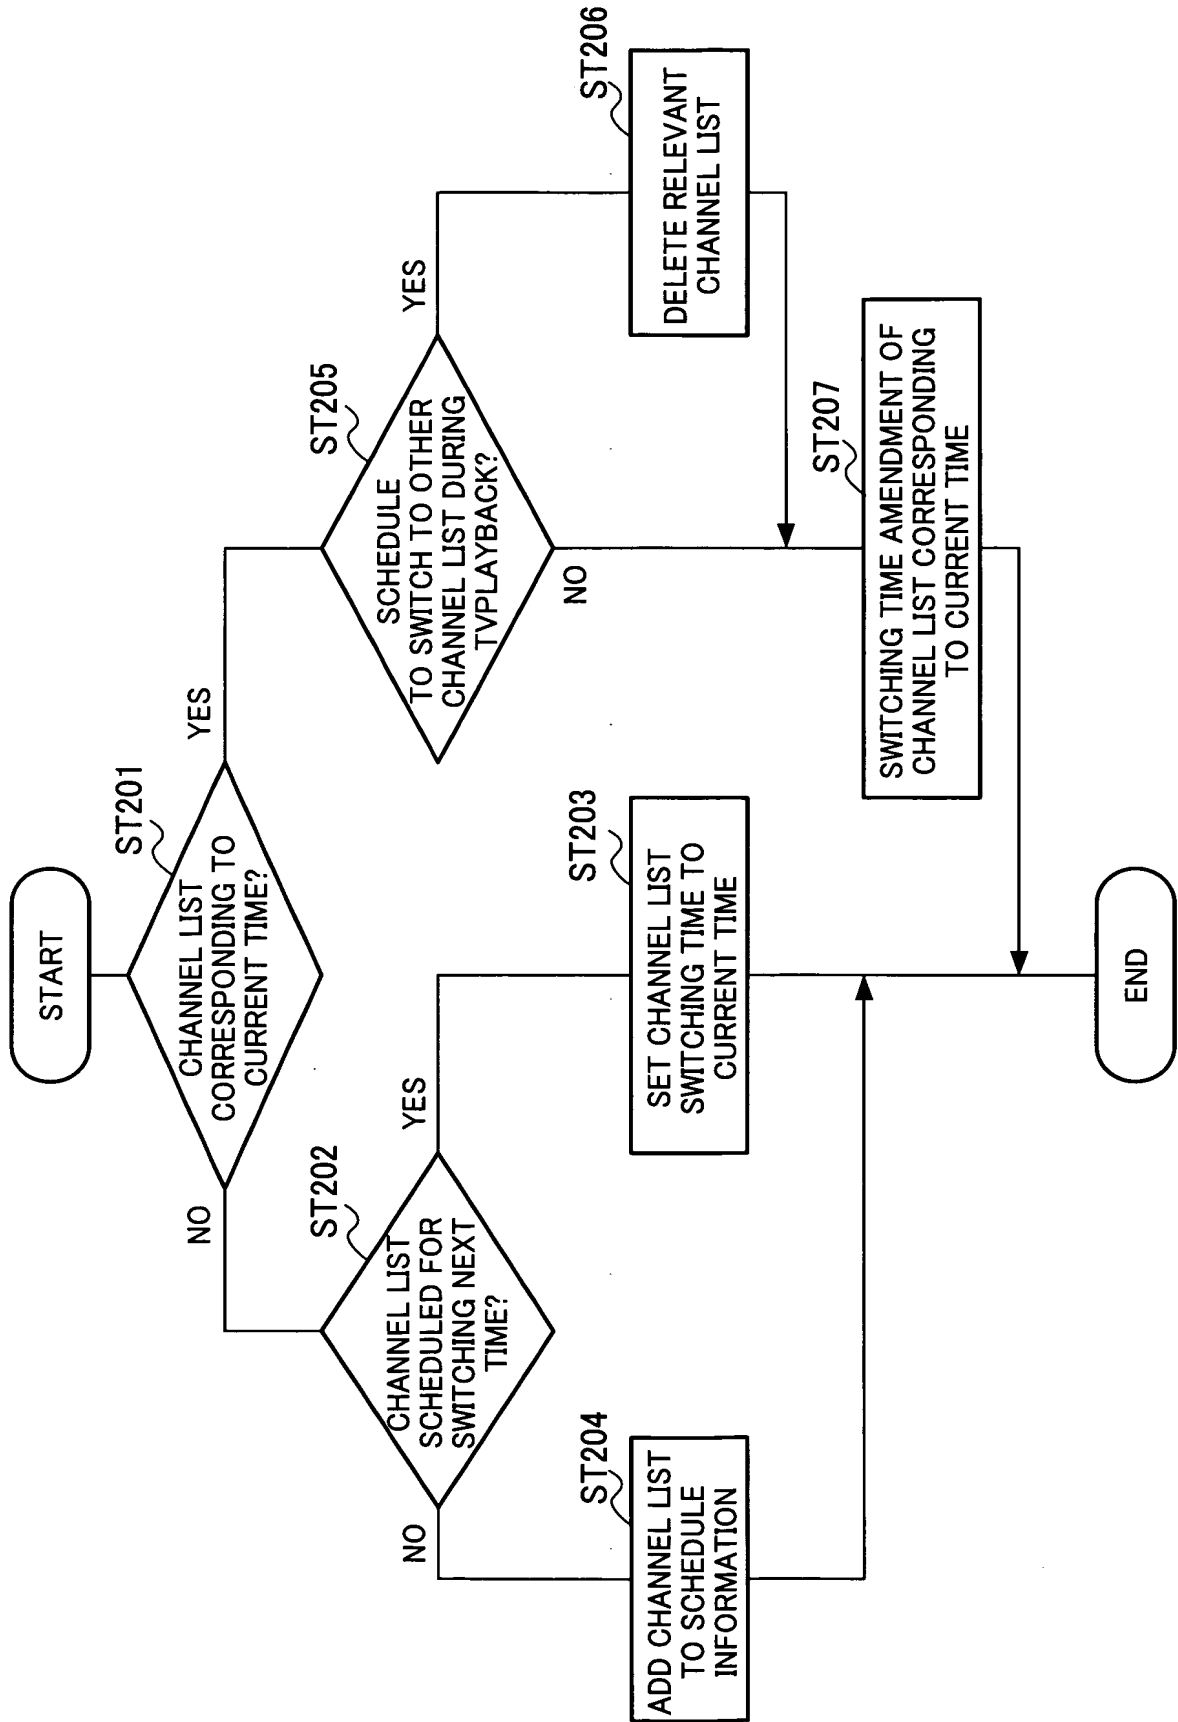 START
ST201
CHANNEL LIST
CORRESPONDING TO
CURRENT TIME?
NO
YES
ST202
CHANNEL LIST
SCHEDULED FOR
SWITCHING NEXT
TIME?
NO
YES
ST205
SCHEDULE
TO SWITCH TO OTHER
CHANNEL LIST DURING
TVPLAYBACK?
YES
NO
ST204
ADD CHANNEL LIST
TO SCHEDULE
INFORMATION
ST203
SET CHANNEL LIST
SWITCHING TIME TO
CURRENT TIME
ST206
DELETE RELEVANT
CHANNEL LIST
ST207
SWITCHING TIME AMENDMENT OF
CHANNEL LIST CORRESPONDING
TO CURRENT TIME
END